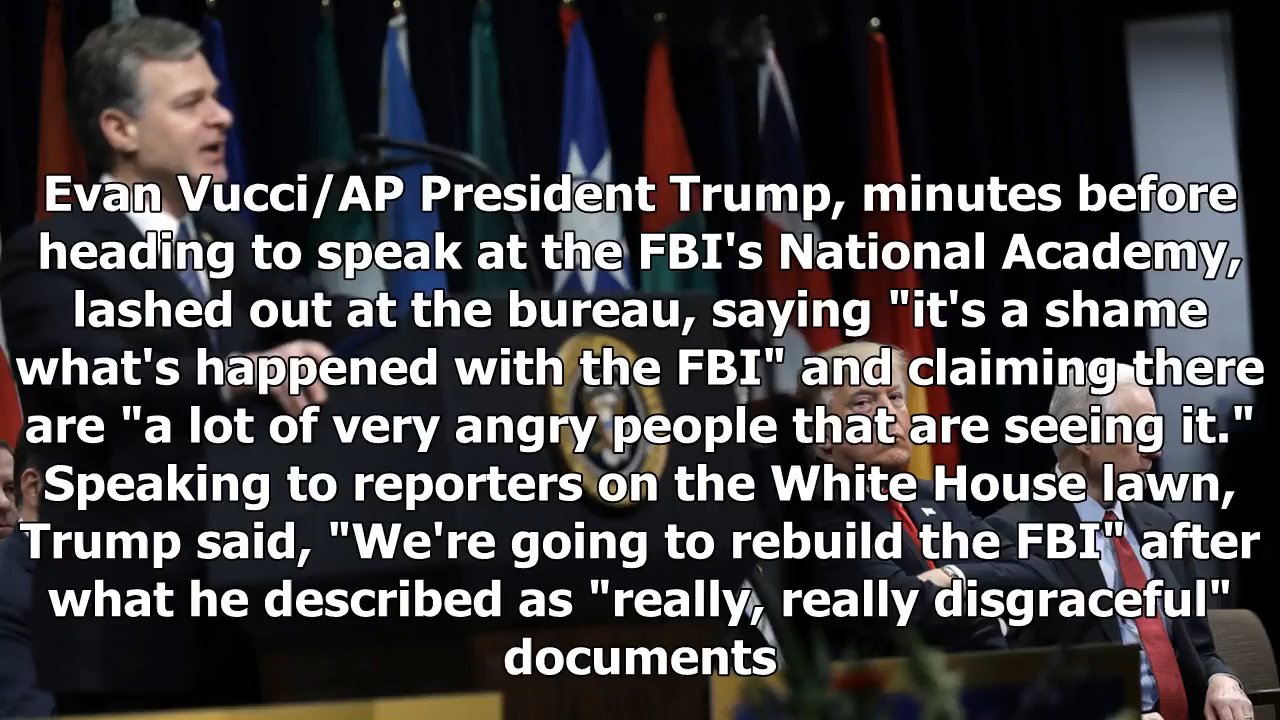 Evan Vucci/AP President Trump, minutes before
heading to speak at the FBI's National Academy,
lashed out at the bureau, saying "it's a shame
what's happened with the FBI" and claiming there
are "a lot of very angry people that are seeing it."
Speaking to reporters on the White House lawn,
Trump said, "We're going to rebuild the FBI" after
what he described as "really, really disgraceful"
documents